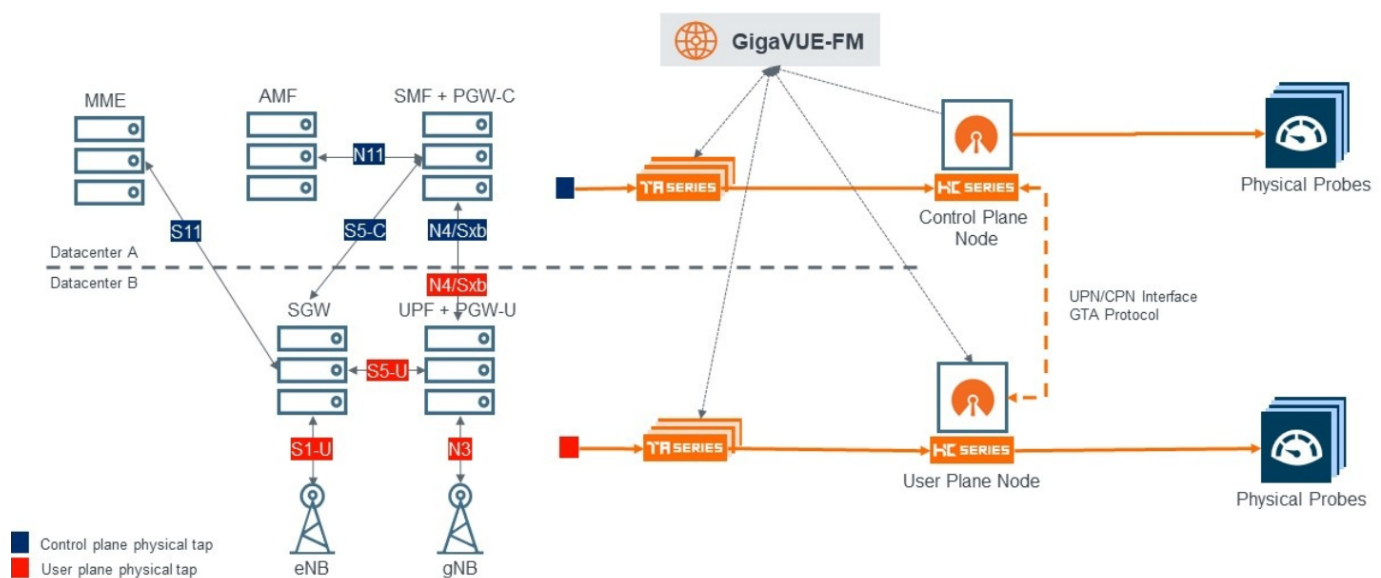 GigaVUE-FM
MME
AMF
SMF + PGW-C
N11
TA SERIES
HC SERIES
Control Plane
Node
Physical Probes
S11
S5-C
N4/Sxb
Datacenter A
Datacenter B
N4/Sxb
SGW
UPF + PGW-U
UPN/CPN Interface
GTA Protocol
S5-U
S1-U
N3
TA SERIES
HC SERIES
User Plane Node
Physical Probes
Control plane physical tap
User plane physical tap
eNB
gNB